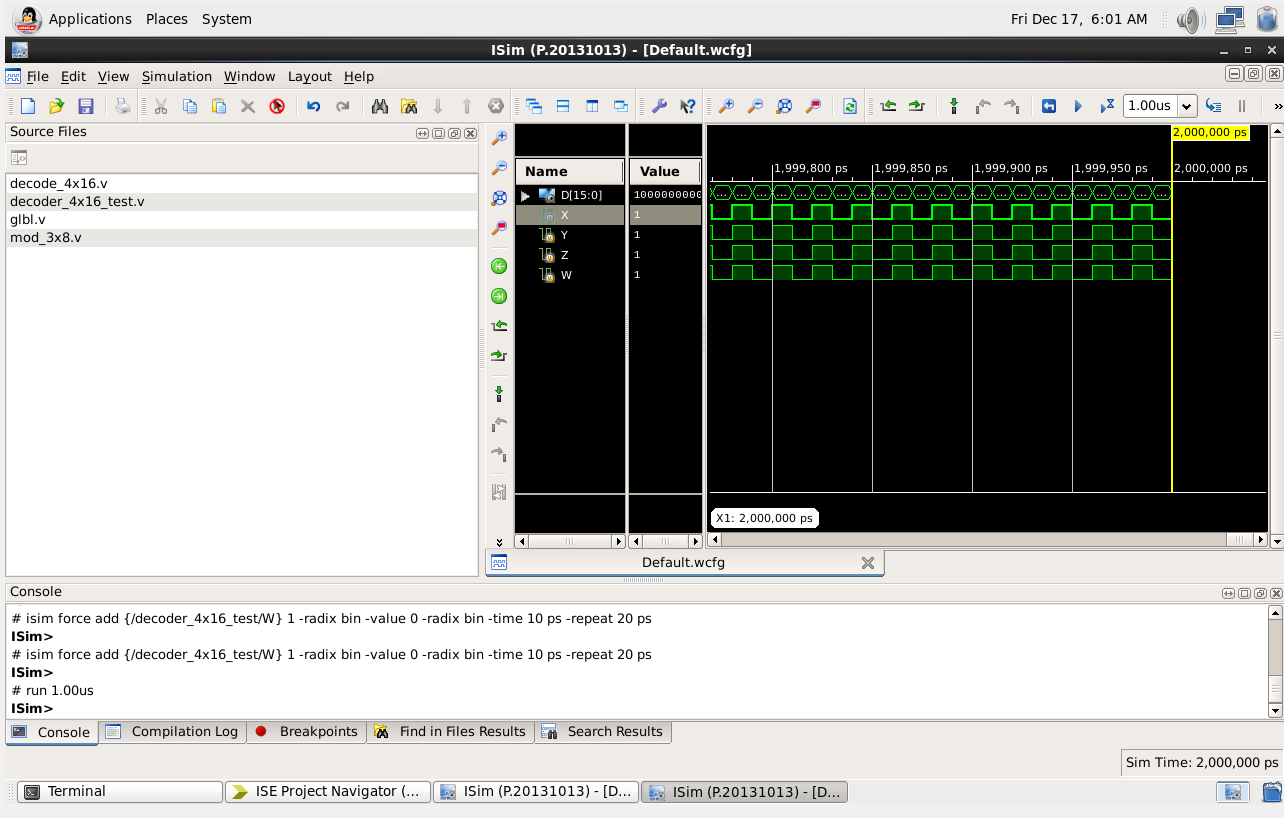 Applications Places System Fri Dec 17, 6:01 AM
ISim (P.20131013) - [Default.wcfg]
File Edit View Simulation Window Layout Help
1.00us
Source Files
decode_4x16.v
decoder_4x16_test.v
glbl.v
mod_3x8.v
2,000,000 ps
Name Value
1,999,800 ps 1,999,850 ps 1,999,900 ps 1,999,950 ps 2,000,000 ps
D[15:0] 1000000000
X 1
Y 1
Z 1
W 1
X1: 2,000,000 ps
Default.wcfg
Console
# isim force add {/decoder_4x16_test/W} 1 -radix bin -value 0 -radix bin -time 10 ps -repeat 20 ps
ISim>
# isim force add {/decoder_4x16_test/W} 1 -radix bin -value 0 -radix bin -time 10 ps -repeat 20 ps
ISim>
# run 1.00us
ISim>
Console Compilation Log Breakpoints Find in Files Results Search Results
Sim Time: 2,000,000 ps
Terminal ISE Project Navigator (... ISim (P.20131013) - [D... ISim (P.20131013) - [D...